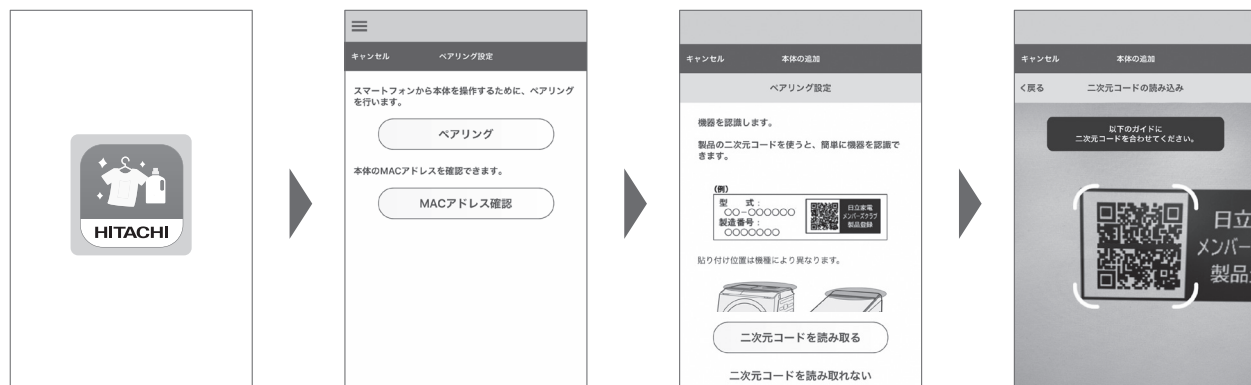 HITACHI
キャンセル
ペアリング設定
スマートフォンから本体を操作するために、ペアリング
を行います。
ペアリング
本体のMACアドレスを確認できます。
MACアドレス確認
キャンセル
本体の追加
ペアリング設定
機器を認識します。
製品の二次元コードを使うと、簡単に機器を認識で
きます。
(例)
型 式:
○○-○○○○○○
製造番号:
○○○○○○○
日立家電
メンバーズクラブ
製品登録
貼り付け位置は機種により異なります。
二次元コードを読み取る
二次元コードを読み取れない
キャンセル
本体の追加
く戻る
二次元コードの読み込み
以下のガイドに
二次元コードを合わせてください。
日立
メンバー
製品